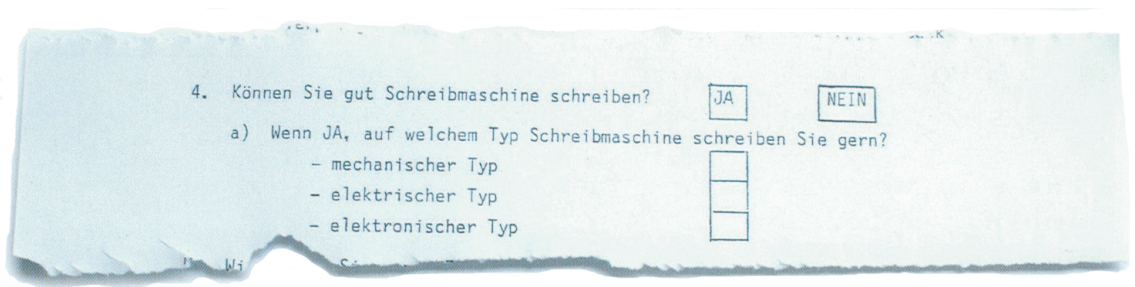 4. Können Sie gut Schreibmaschine schreiben? JA NEIN
a) Wenn JA, auf welchem Typ Schreibmaschine schreiben Sie gern?
– mechanischer Typ
– elektrischer Typ
– elektronischer Typ